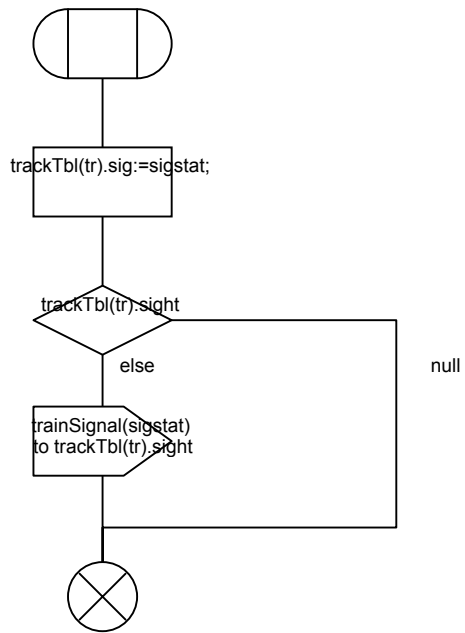 trackTbl(tr).sig:=sigstat;
trackTbl(tr).sight
else
null
trainSignal(sigstat)
to trackTbl(tr).sight